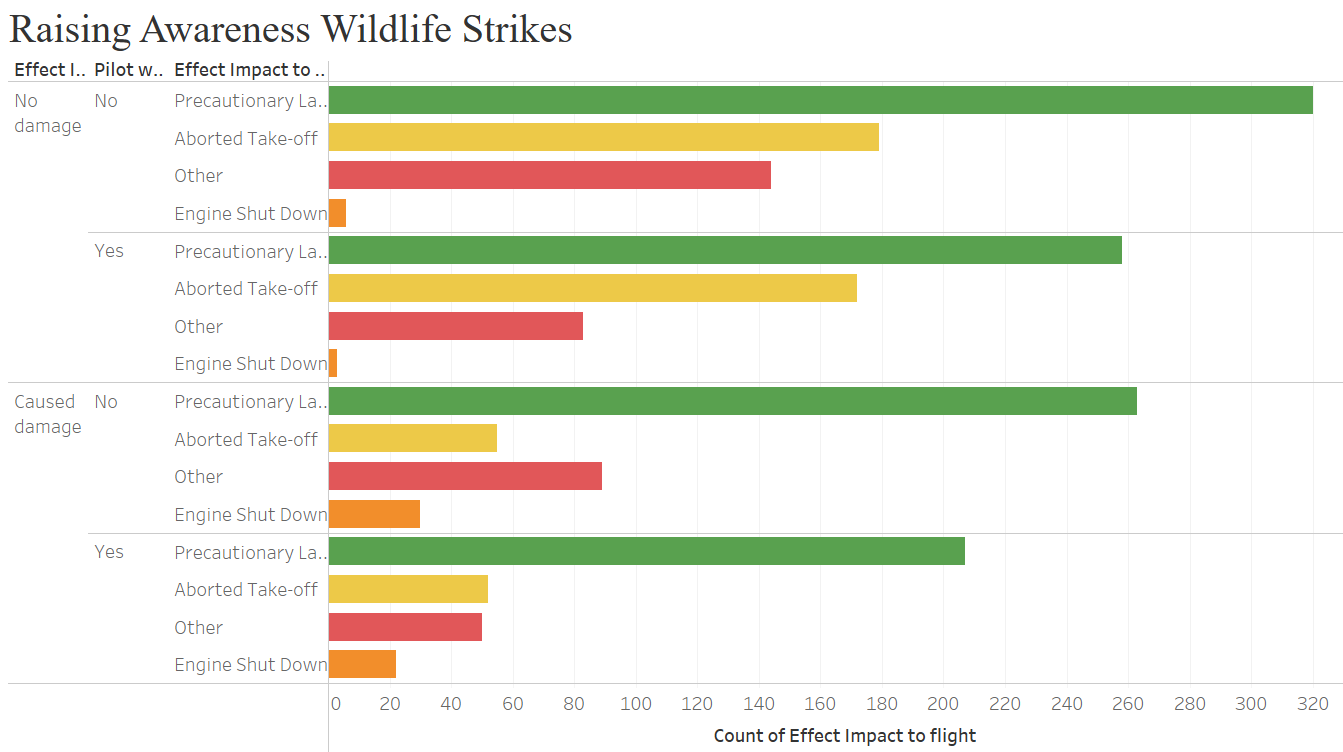 Raising Awareness Wildlife Strikes
Effect I.. Pilot w.. Effect Impact to ..
No damage No Precautionary La..
Aborted Take-off
Other
Engine Shut Down
Yes Precautionary La..
Aborted Take-off
Other
Engine Shut Down
Caused damage No Precautionary La..
Aborted Take-off
Other
Engine Shut Down
Yes Precautionary La..
Aborted Take-off
Other
Engine Shut Down
0 20 40 60 80 100 120 140 160 180 200 220 240 260 280 300 320
Count of Effect Impact to flight